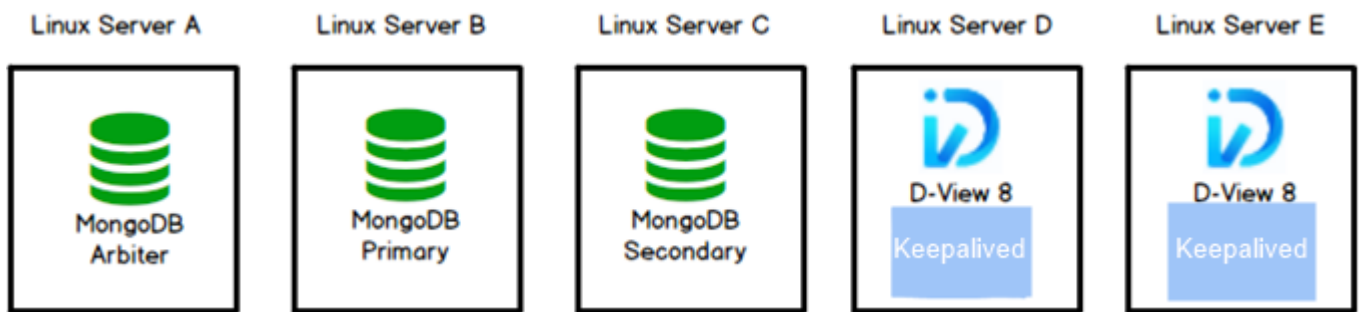 Linux Server A
Linux Server B
Linux Server C
Linux Server D
Linux Server E
MongoDB
Arbiter
MongoDB
Primary
MongoDB
Secondary
D-View 8
Keepalived
D-View 8
Keepalived